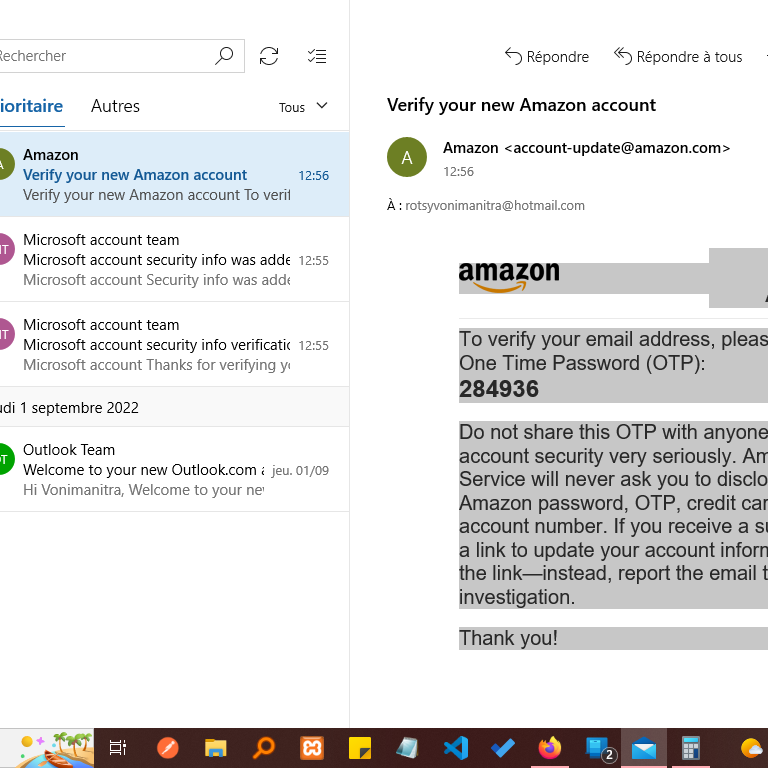 Rechercher
Répondre
Répondre à tous
Prioritaire
Autres
Tous
Verify your new Amazon account
A
Amazon
Verify your new Amazon account
12:56
Verify your new Amazon account To verif
A
Amazon <account-update@amazon.com>
12:56
À : rotsyvonimanitra@hotmail.com
MT
Microsoft account team
Microsoft account security info was adde
12:55
Microsoft account Security info was adde
MT
Microsoft account team
Microsoft account security info verificatio
12:55
Microsoft account Thanks for verifying yo
udi 1 septembre 2022
OT
Outlook Team
Welcome to your new Outlook.com a
jeu. 01/09
Hi Vonimanitra, Welcome to your new
amazon
To verify your email address, pleas
One Time Password (OTP):
284936
Do not share this OTP with anyone
account security very seriously. Am
Service will never ask you to disclo
Amazon password, OTP, credit car
account number. If you receive a su
a link to update your account inform
the link—instead, report the email t
investigation.
Thank you!
2